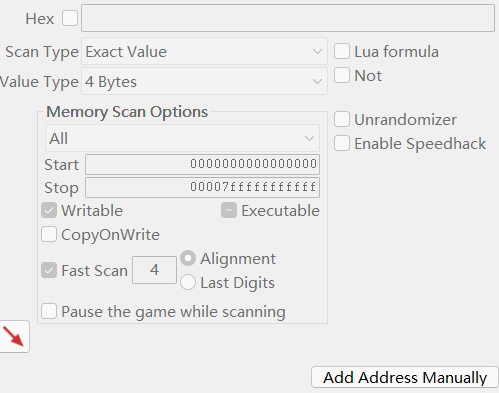 Hex
Scan Type Exact Value Lua formula
Value Type 4 Bytes Not
Memory Scan Options
All Unrandomizer
Start 0000000000000000 Enable Speedhack
Stop 00007fffffffffff
Writable Executable
CopyOnWrite
Fast Scan 4 Alignment
Last Digits
Pause the game while scanning
Add Address Manually